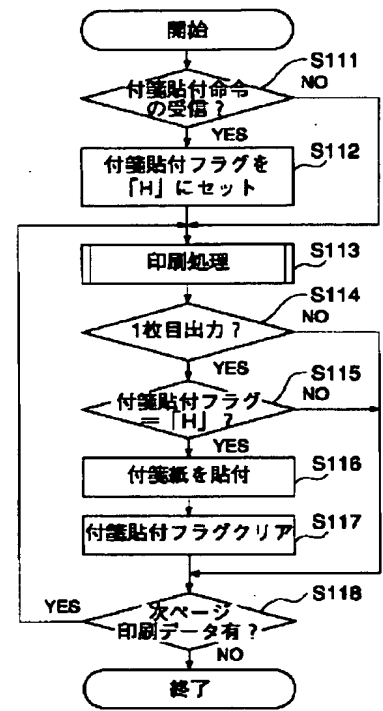 開始
S111
付箋貼付命令
の受信？
NO
YES
付箋貼付フラグを
「H」にセット
S112
印刷処理
S113
S114
1枚目出力？
NO
YES
S115
付箋貼付フラグ
＝「H」？
NO
YES
付箋紙を貼付
S116
付箋貼付フラグクリア
S117
S118
YES
次ページ
印刷データ有？
NO
終了